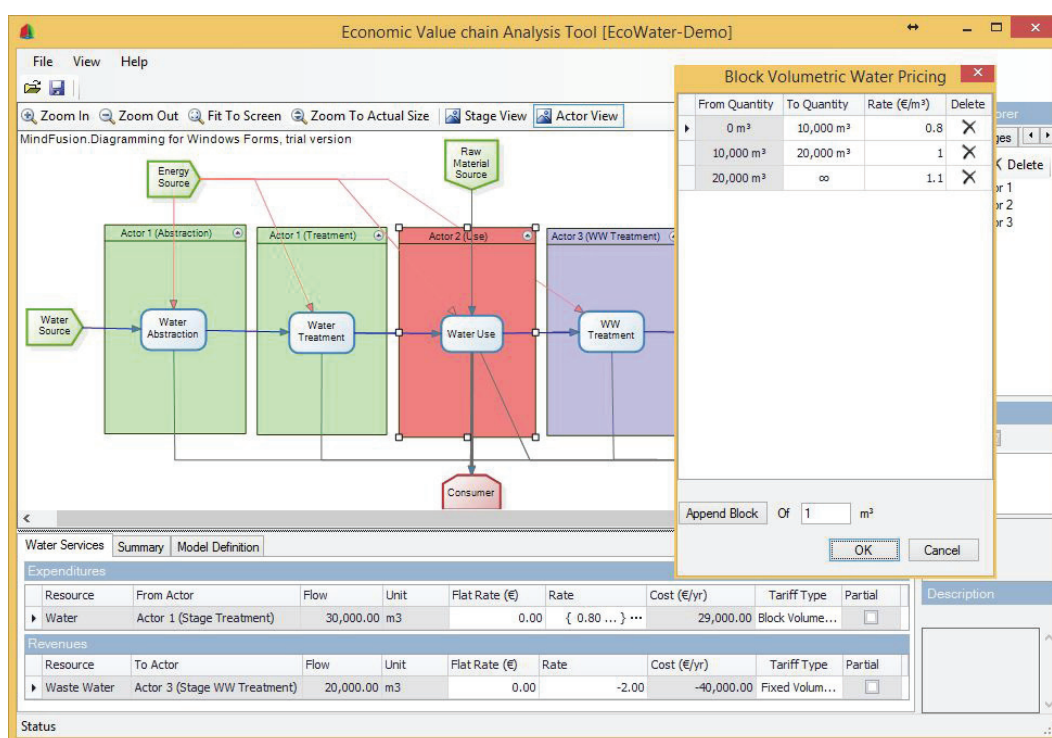 Economic Value chain Analysis Tool [EcoWater-Demo]
File View Help
Zoom In Zoom Out Fit To Screen Zoom To Actual Size Stage View Actor View
MindFusion.Diagramming for Windows Forms, trial version
Energy
Source
Raw
Material
Source
Actor 1 (Abstraction)
Actor 1 (Treatment)
Actor 2 (Use)
Actor 3 (WW Treatment)
Water
Source
Water
Abstraction
Water
Treatment
Water Use
WW
Treatment
Consumer
Block Volumetric Water Pricing
From Quantity To Quantity Rate (€/m³) Delete
0 m³ 10,000 m³ 0.8
10,000 m³ 20,000 m³ 1
20,000 m³ ∞ 1.1
Append Block Of 1 m³
OK Cancel
Delete
Water Services Summary Model Definition
Expenditures
Resource From Actor Flow Unit Flat Rate (€) Rate Cost (€/yr) Tariff Type Partial
Water Actor 1 (Stage Treatment) 30,000.00 m3 0.00 { 0.80 ... } ... 29,000.00 Block Volume...
Revenues
Resource To Actor Flow Unit Flat Rate (€) Rate Cost (€/yr) Tariff Type Partial
Waste Water Actor 3 (Stage WW Treatment) 20,000.00 m3 0.00 -2.00 -40,000.00 Fixed Volum...
Description
Status